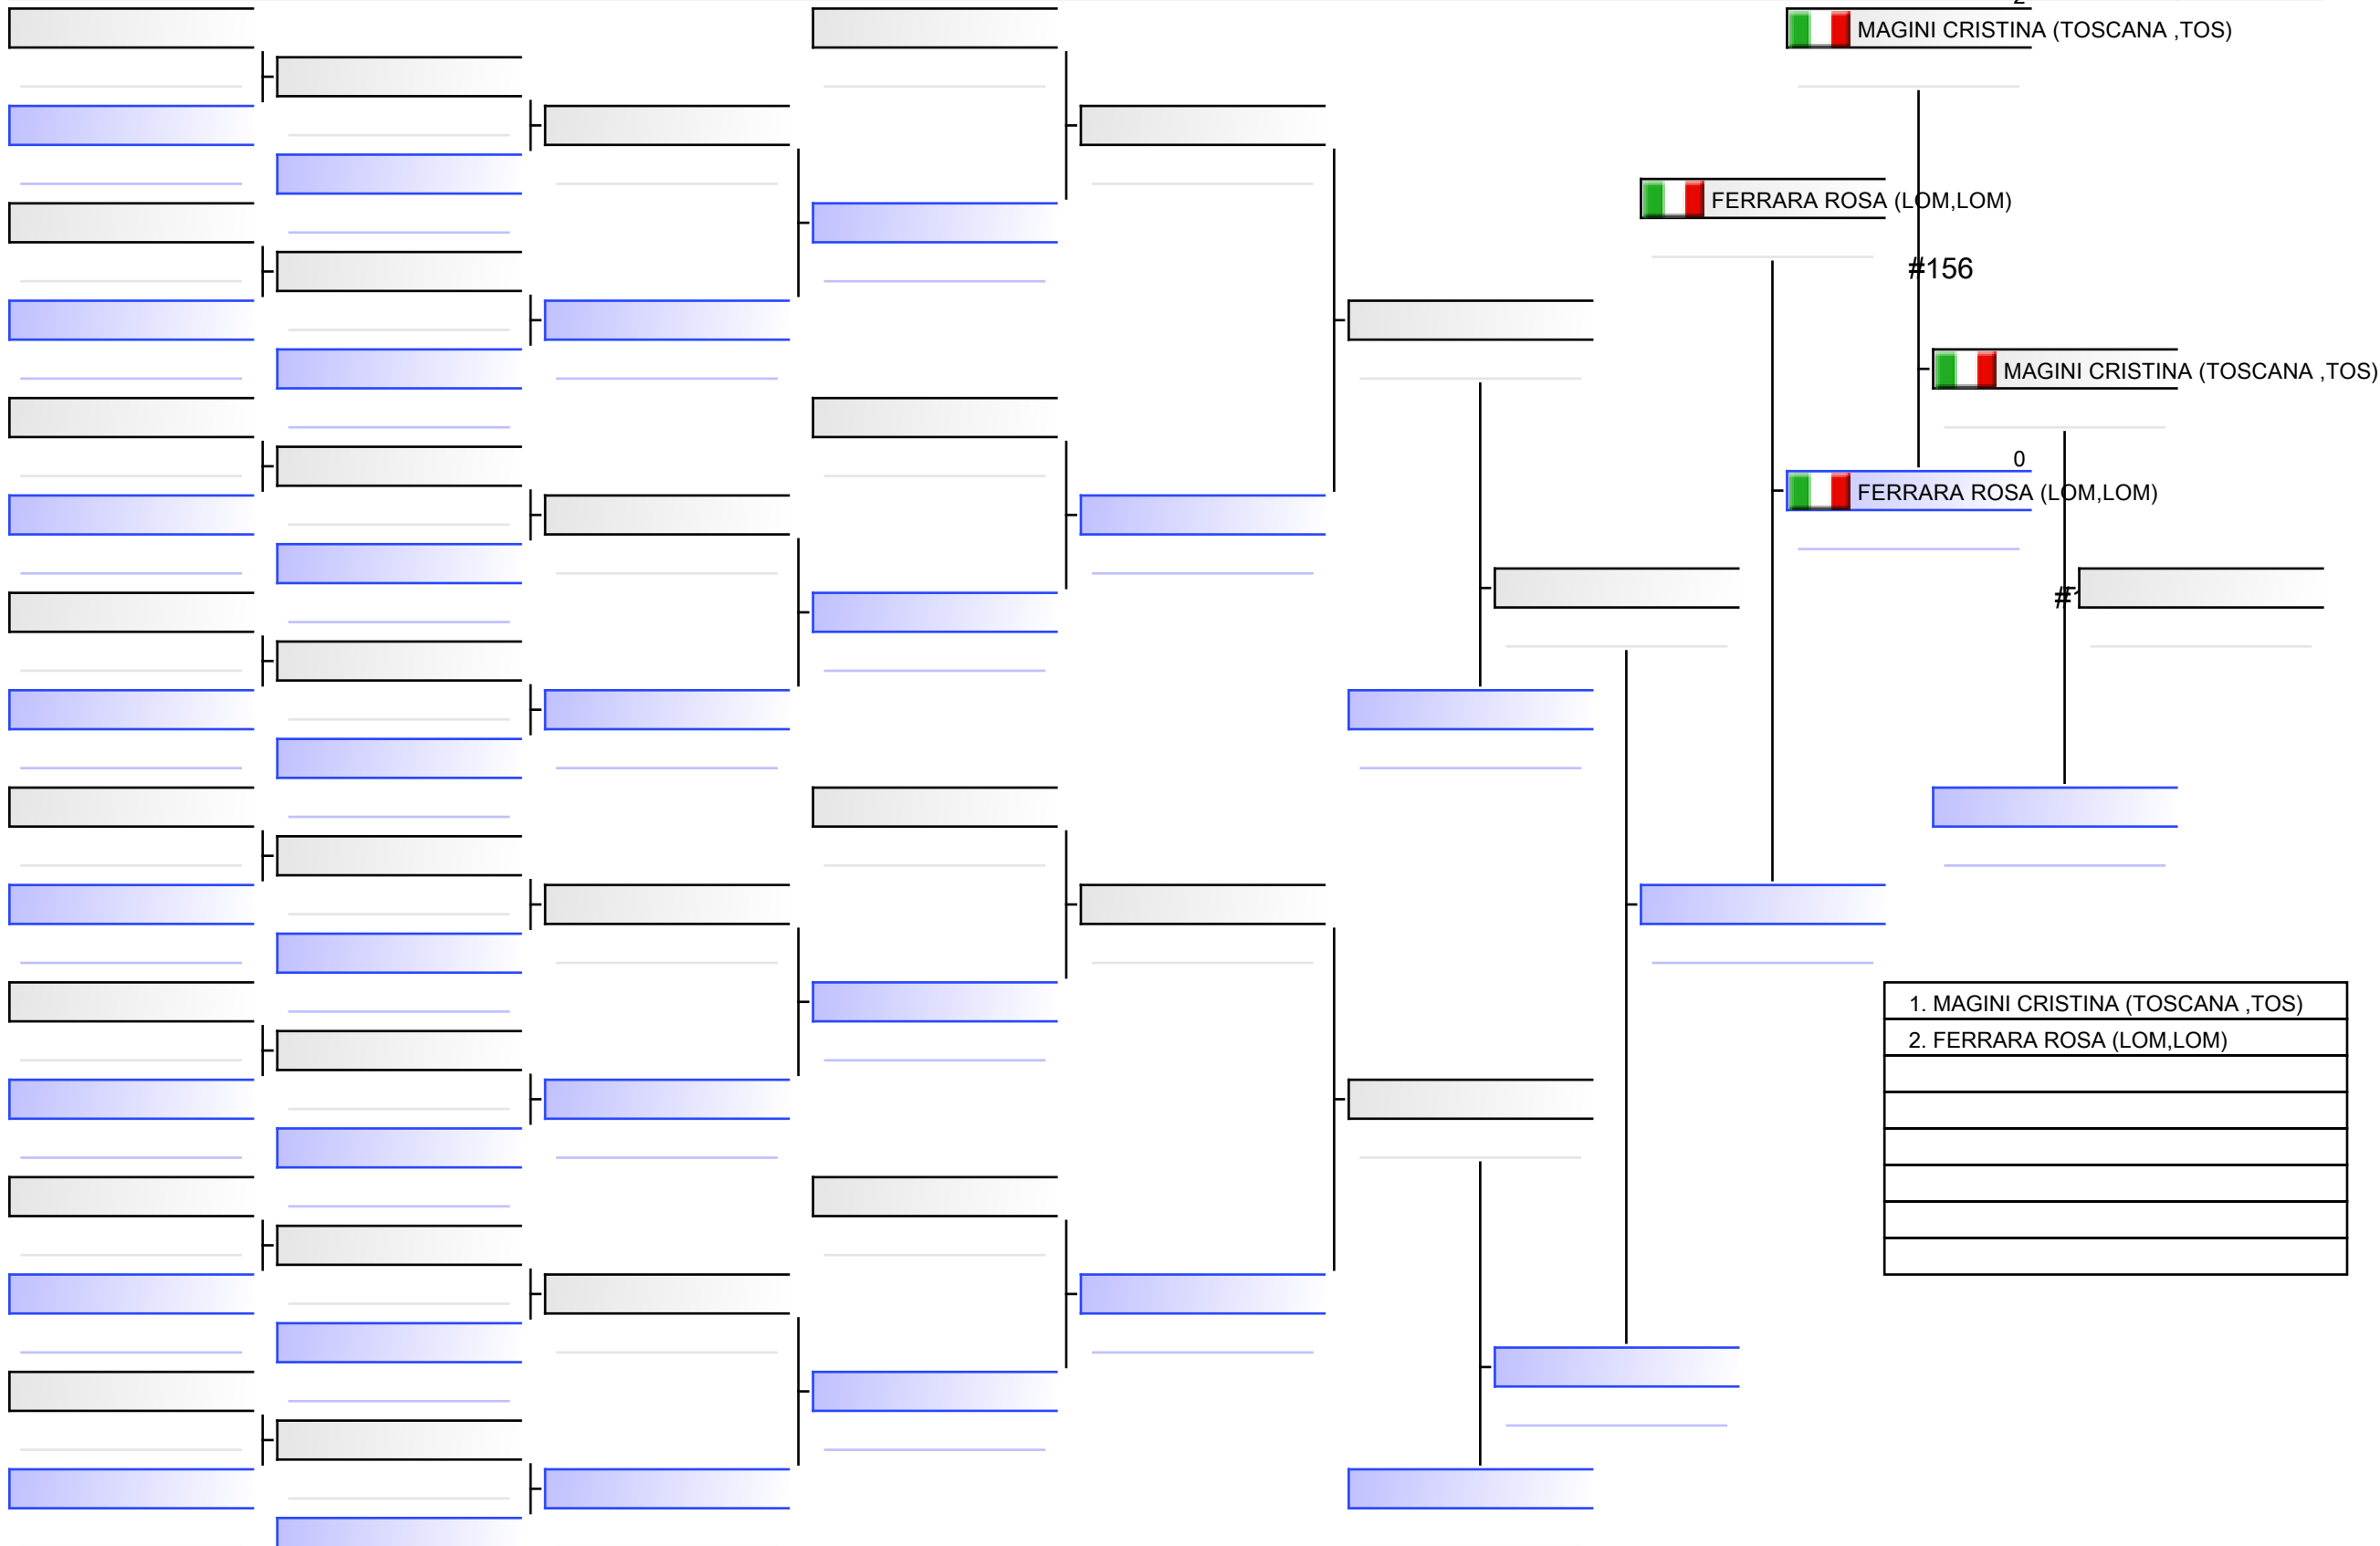 MAGINI CRISTINA (TOSCANA ,TOS)
FERRARA ROSA (LOM,LOM)
#156
MAGINI CRISTINA (TOSCANA ,TOS)
0
FERRARA ROSA (LOM,LOM)
1. MAGINI CRISTINA (TOSCANA ,TOS)
2. FERRARA ROSA (LOM,LOM)